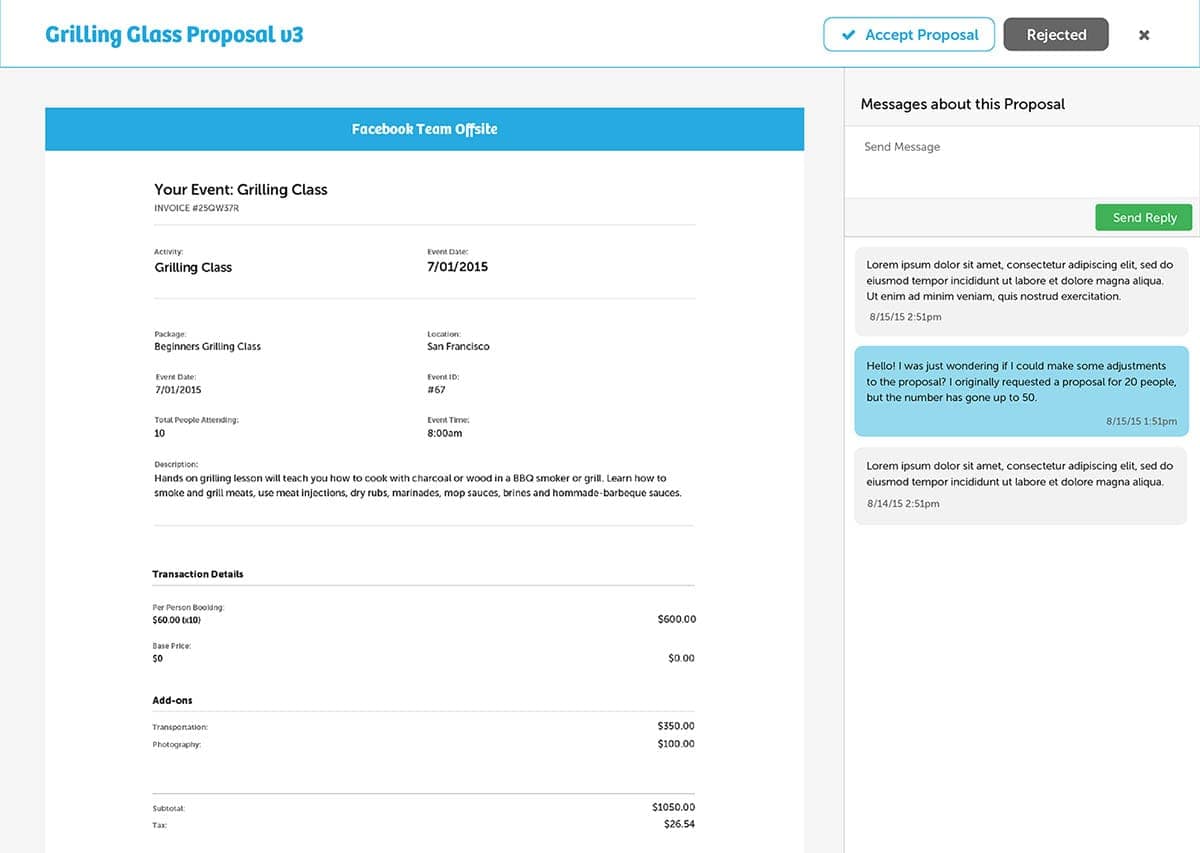 Grilling Glass Proposal v3
Accept Proposal
Rejected
Facebook Team Offsite
Your Event: Grilling Class
INVOICE #25QW37R
Activity:
Grilling Class
Event Date:
7/01/2015
Package:
Beginners Grilling Class
Location:
San Francisco
Event Date:
7/01/2015
Event ID:
#67
Total People Attending:
10
Event Time:
8:00am
Description:
Hands on grilling lesson will teach you how to cook with charcoal or wood in a BBQ smoker or grill. Learn how to
smoke and grill meats, use meat injections, dry rubs, marinades, mop sauces, brines and hommade-barbeque sauces.
Transaction Details
Per Person Booking:
$60.00 (x10)
$600.00
Base Price:
$0
$0.00
Add-ons
Transportation:
$350.00
Photography:
$100.00
Subtotal:
$1050.00
Tax:
$26.54
Messages about this Proposal
Send Message
Send Reply
Lorem ipsum dolor sit amet, consectetur adipiscing elit, sed do
eiusmod tempor incididunt ut labore et dolore magna aliqua.
Ut enim ad minim veniam, quis nostrud exercitation.
8/15/15 2:51pm
Hello! I was just wondering if I could make some adjustments
to the proposal? I originally requested a proposal for 20 people,
but the number has gone up to 50.
8/15/15 1:51pm
Lorem ipsum dolor sit amet, consectetur adipiscing elit, sed do
eiusmod tempor incididunt ut labore et dolore magna aliqua.
8/14/15 2:51pm